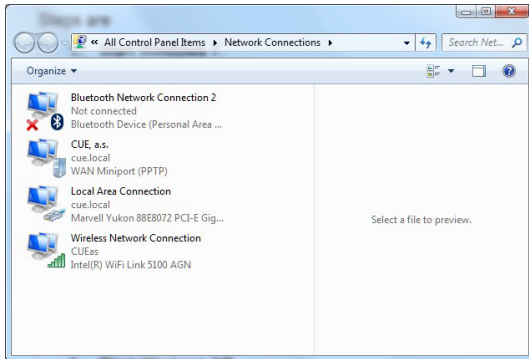 Steps are
« All Control Panel Items ▸ Network Connections ▸
Search Net...
Organize ▾
Bluetooth Network Connection 2
Not connected
Bluetooth Device (Personal Area ...
CUE, a.s.
cue.local
WAN Miniport (PPTP)
Local Area Connection
cue.local
Marvell Yukon 88E8072 PCI-E Gig...
Wireless Network Connection
CUEas
Intel(R) WiFi Link 5100 AGN
Select a file to preview.